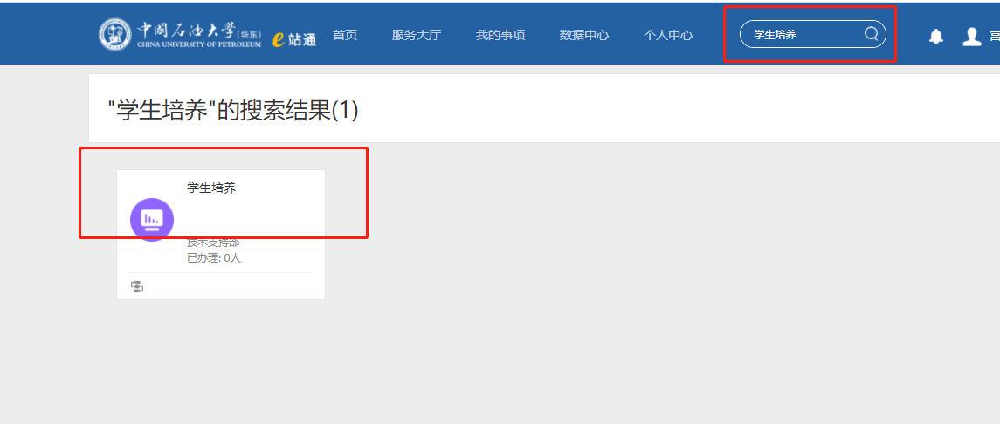 中国石油大学(华东)
CHINA UNIVERSITY OF PETROLEUM
e站通
首页 服务大厅 我的事项 数据中心 个人中心 学生培养 宫
"学生培养"的搜索结果(1)
学生培养
技术支持部
已办理: 0人